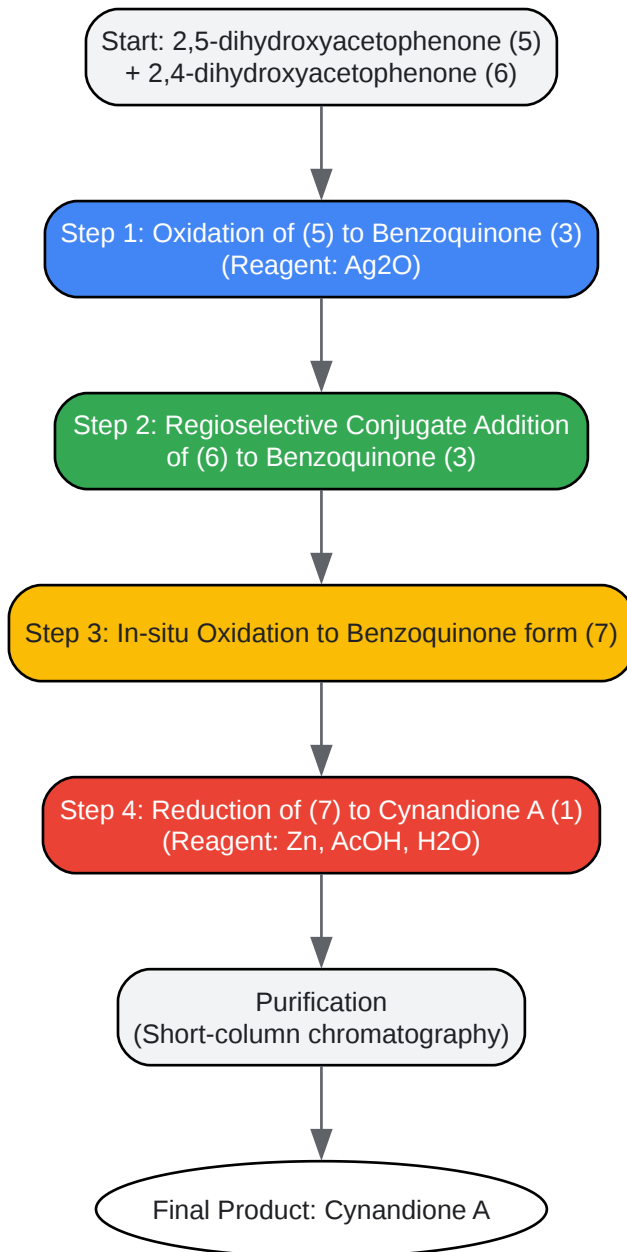 Start: 2,5-dihydroxyacetophenone (5)
+ 2,4-dihydroxyacetophenone (6)
Step 1: Oxidation of (5) to Benzoquinone (3)
(Reagent: Ag2O)
Step 2: Regioselective Conjugate Addition
of (6) to Benzoquinone (3)
Step 3: In-situ Oxidation to Benzoquinone form (7)
Step 4: Reduction of (7) to Cynandione A (1)
(Reagent: Zn, AcOH, H2O)
Purification
(Short-column chromatography)
Final Product: Cynandione A